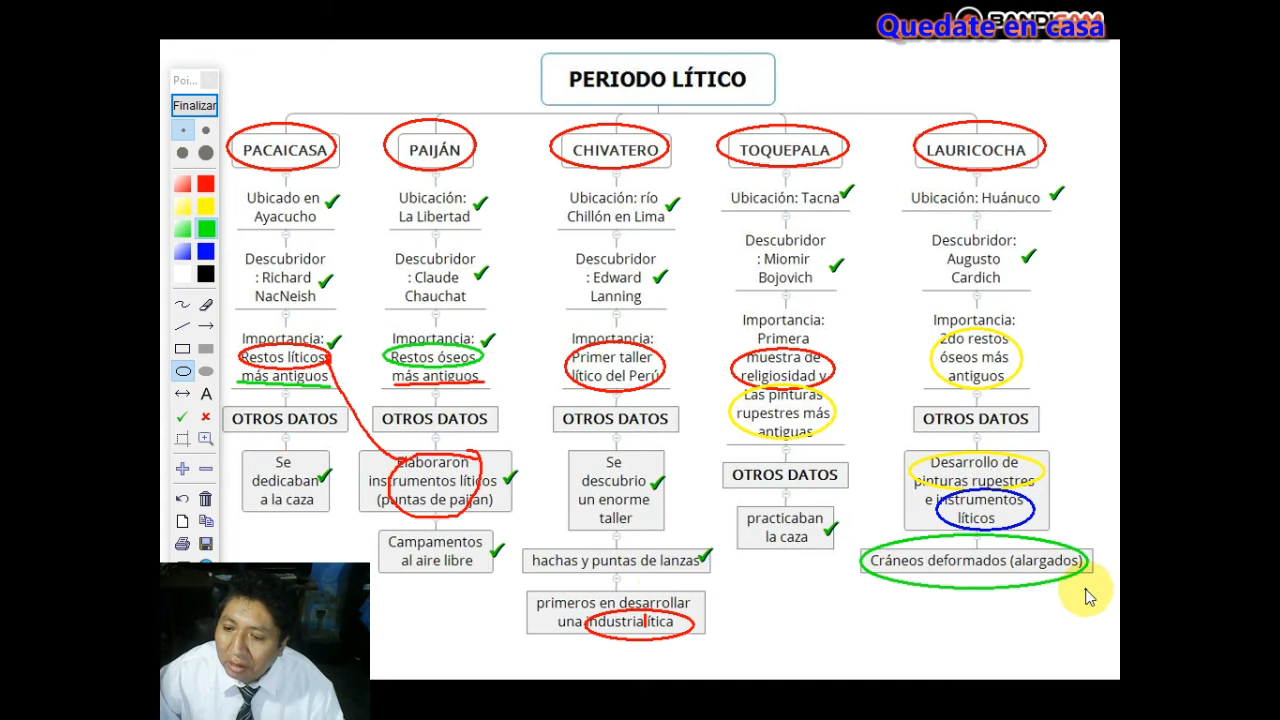 BANDICAM
Quedate en casa
Poi...
Finalizar
A
PERIODO LÍTICO
PACAICASA
Ubicado en
Ayacucho
Descubridor
: Richard
NacNeish
Importancia:
Restos líticos
más antiguos
OTROS DATOS
Se
dedicaban
a la caza
PAIJÁN
Ubicación:
La Libertad
Descubridor
: Claude
Chauchat
Importancia:
Restos óseos
más antiguos
OTROS DATOS
Elaboraron
instrumentos líticos
(puntas de paijan)
Campamentos
al aire libre
CHIVATERO
Ubicación: río
Chillón en Lima
Descubridor
: Edward
Lanning
Importancia:
Primer taller
lítico del Perú
OTROS DATOS
Se
descubrio
un enorme
taller
hachas y puntas de lanzas
primeros en desarrollar
una industrialítica
TOQUEPALA
Ubicación: Tacna
Descubridor
: Miomir
Bojovich
Importancia:
Primera
muestra de
religiosidad y
Las pinturas
rupestres más
antiguas
OTROS DATOS
practicaban
la caza
LAURICOCHA
Ubicación: Huánuco
Descubridor:
Augusto
Cardich
Importancia:
2do restos
óseos más
antiguos
OTROS DATOS
Desarrollo de
pinturas rupestres
e instrumentos
líticos
Cráneos deformados (alargados)